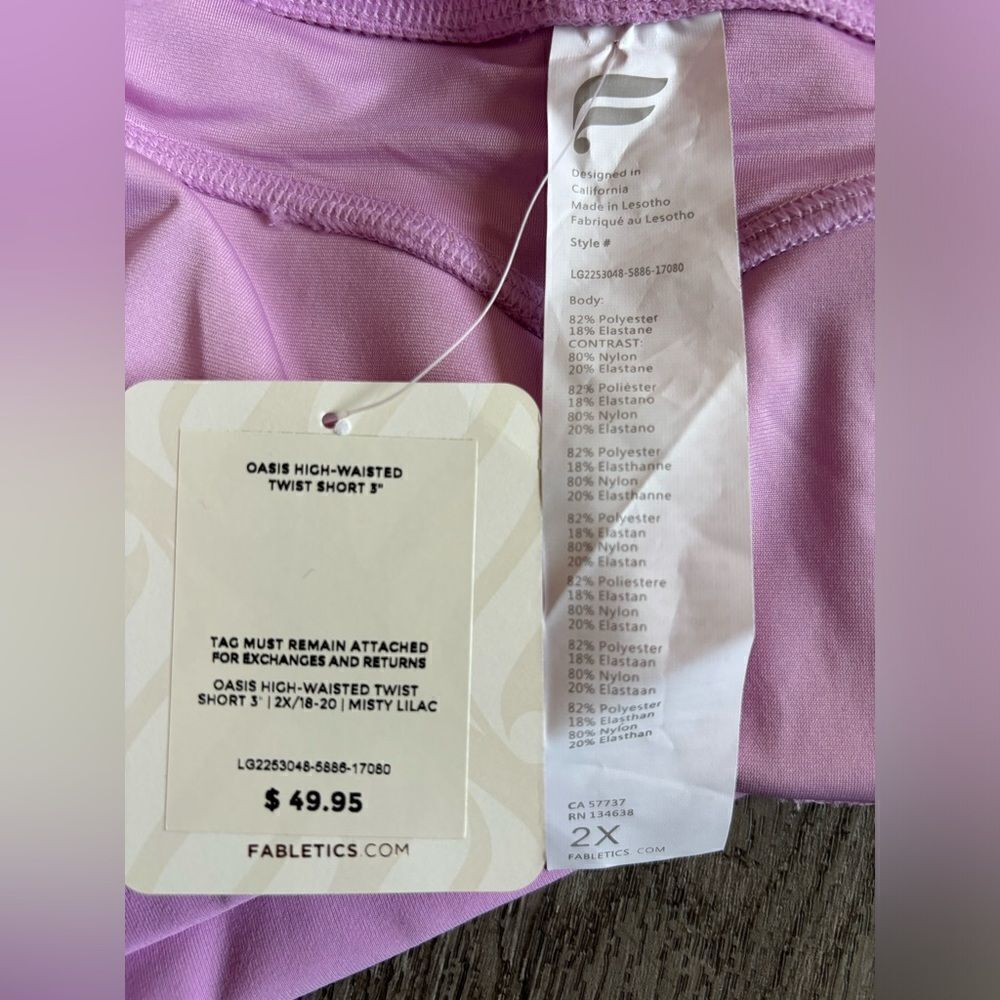 OASIS HIGH-WAISTED
TWIST SHORT 3"
TAG MUST REMAIN ATTACHED
FOR EXCHANGES AND RETURNS
OASIS HIGH-WAISTED TWIST
SHORT 3" | 2X/18-20 | MISTY LILAC
LG2253048-5886-17080
$ 49.95
FABLETICS.COM
Designed in
California
Made in Lesotho
Fabriqué au Lesotho
Style #
LG2253048-5886-17080
Body:
82% Polyester
18% Elastane
CONTRAST:
80% Nylon
20% Elastane
82% Poliéster
18% Elastano
80% Nylon
20% Elastano
82% Polyester
18% Elasthanne
80% Nylon
20% Elasthanne
82% Polyester
18% Elastan
80% Nylon
20% Elastan
82% Poliestere
18% Elastan
80% Nylon
20% Elastan
82% Polyester
18% Elastaan
80% Nylon
20% Elastaan
82% Polyester
18% Elasthan
80% Nylon
20% Elasthan
CA 57737
RN 134638
2X
FABLETICS.COM